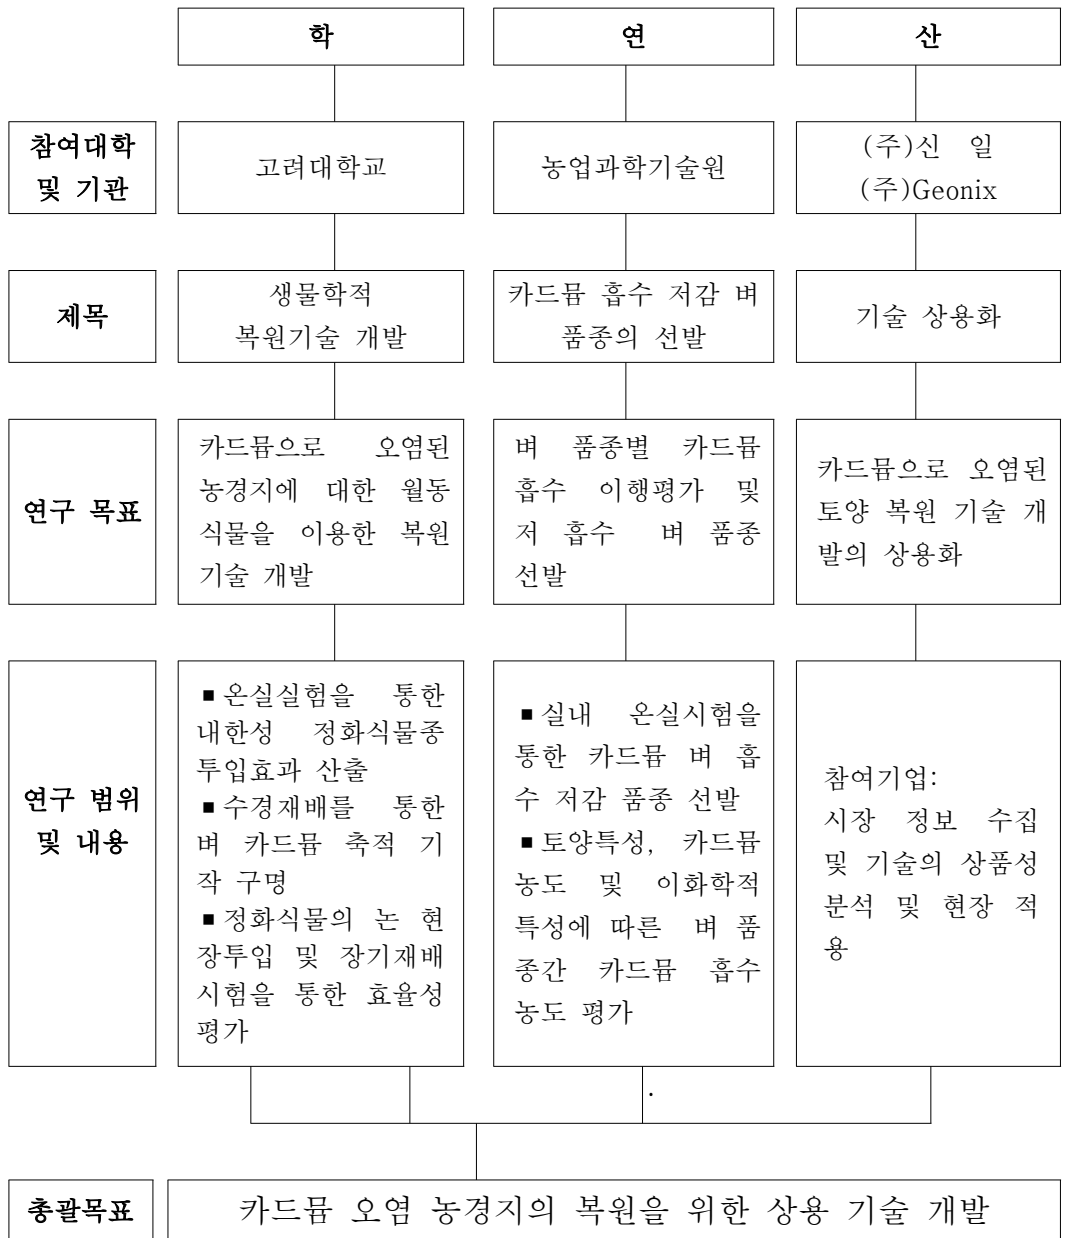 학
연
산
참여대학
및 기관
고려대학교
농업과학기술원
(주)신 일
(주)Geonix
제목
생물학적
복원기술 개발
카드뮴 흡수 저감 벼
품종의 선발
기술 상용화
연구 목표
카드뮴으로 오염된
농경지에 대한 월동
식물을 이용한 복원
기술 개발
벼 품종별 카드뮴
흡수 이행평가 및
저 흡수 벼 품종
선발
카드뮴으로 오염된
토양 복원 기술 개
발의 상용화
연구 범위
및 내용
▪온실실험을 통한
내한성 정화식물종
투입효과 산출
▪수경재배를 통한
벼 카드뮴 축적 기
작 구명
▪정화식물의 논 현
장투입 및 장기재배
시험을 통한 효율성
평가
▪실내 온실시험을
통한 카드뮴 벼 흡
수 저감 품종 선발
▪토양특성, 카드뮴
농도 및 이화학적
특성에 따른 벼 품
종간 카드뮴 흡수
농도 평가
참여기업:
시장 정보 수집
및 기술의 상품성
분석 및 현장 적
용
.
총괄목표
카드뮴 오염 농경지의 복원을 위한 상용 기술 개발